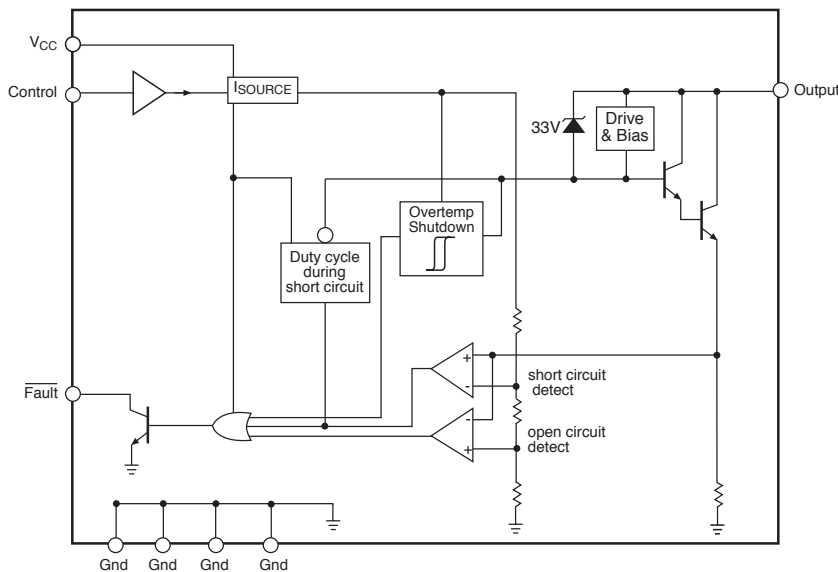 VCC
Control
ISOURCE
Output
33V
Drive
& Bias
Overtemp
Shutdown
Duty cycle
during
short circuit
+
-
short circuit
detect
Fault
-
+
open circuit
detect
Gnd Gnd Gnd Gnd